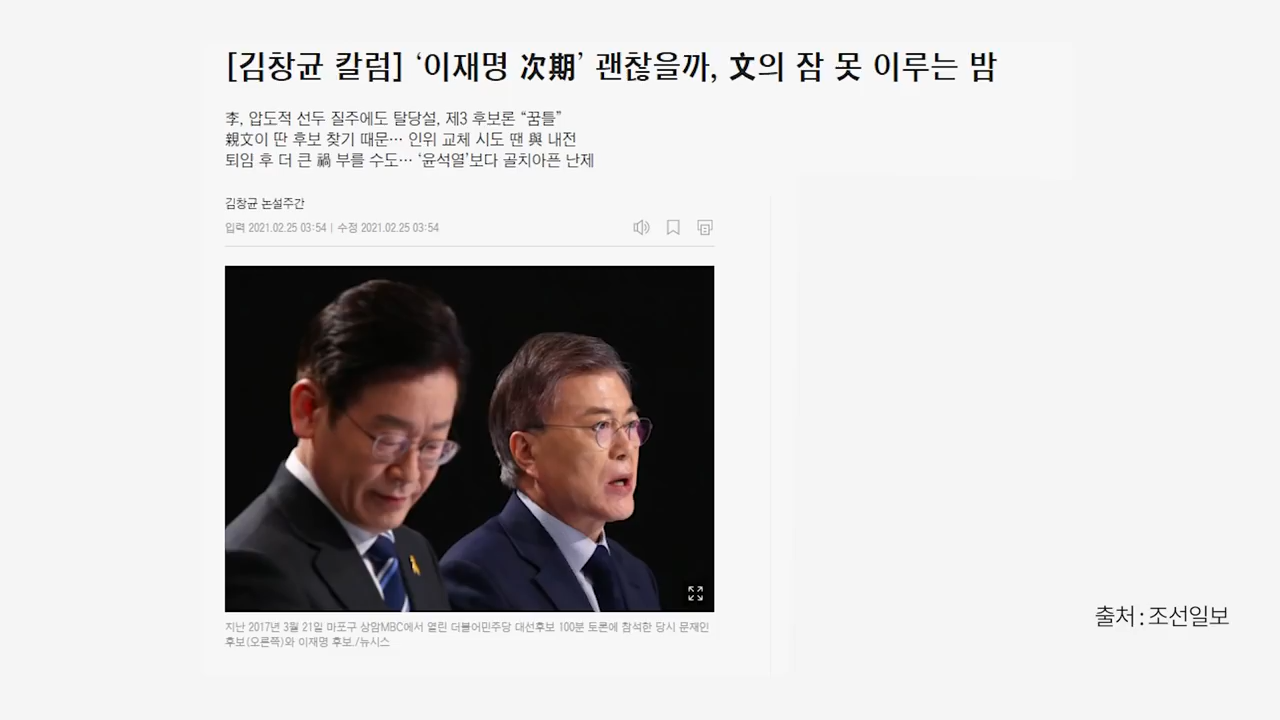 [김창균 칼럼] ‘이재명 次期’ 괜찮을까, 文의 잠 못 이루는 밤
李, 압도적 선두 질주에도 탈당설, 제3 후보론 “꿈틀”
親文이 딴 후보 찾기 때문… 인위 교체 시도 땐 與 내전
퇴임 후 더 큰 禍 부를 수도… ‘윤석열’보다 골치아픈 난제
김창균 논설주간
입력 2021.02.25 03:54 | 수정 2021.02.25 03:54
지난 2017년 3월 21일 마포구 상암MBC에서 열린 더불어민주당 대선후보 100분 토론에 참석한 당시 문재인
후보(오른쪽)와 이재명 후보./뉴시스
출처 : 조선일보